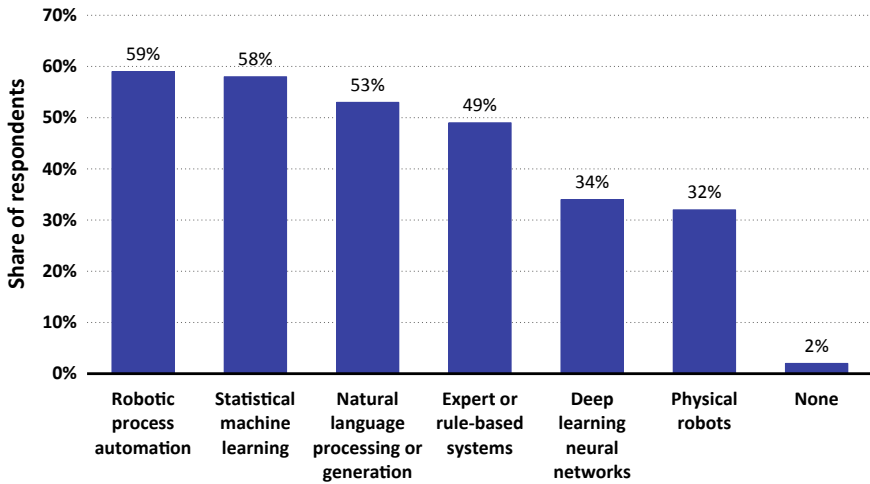 70%
60%
50%
40%
30%
20%
10%
0%
Share of respondents
59%
58%
53%
49%
34%
32%
2%
Robotic
process
automation
Statistical
machine
learning
Natural
language
processing or
generation
Expert or
rule-based
systems
Deep
learning
neural
networks
Physical
robots
None